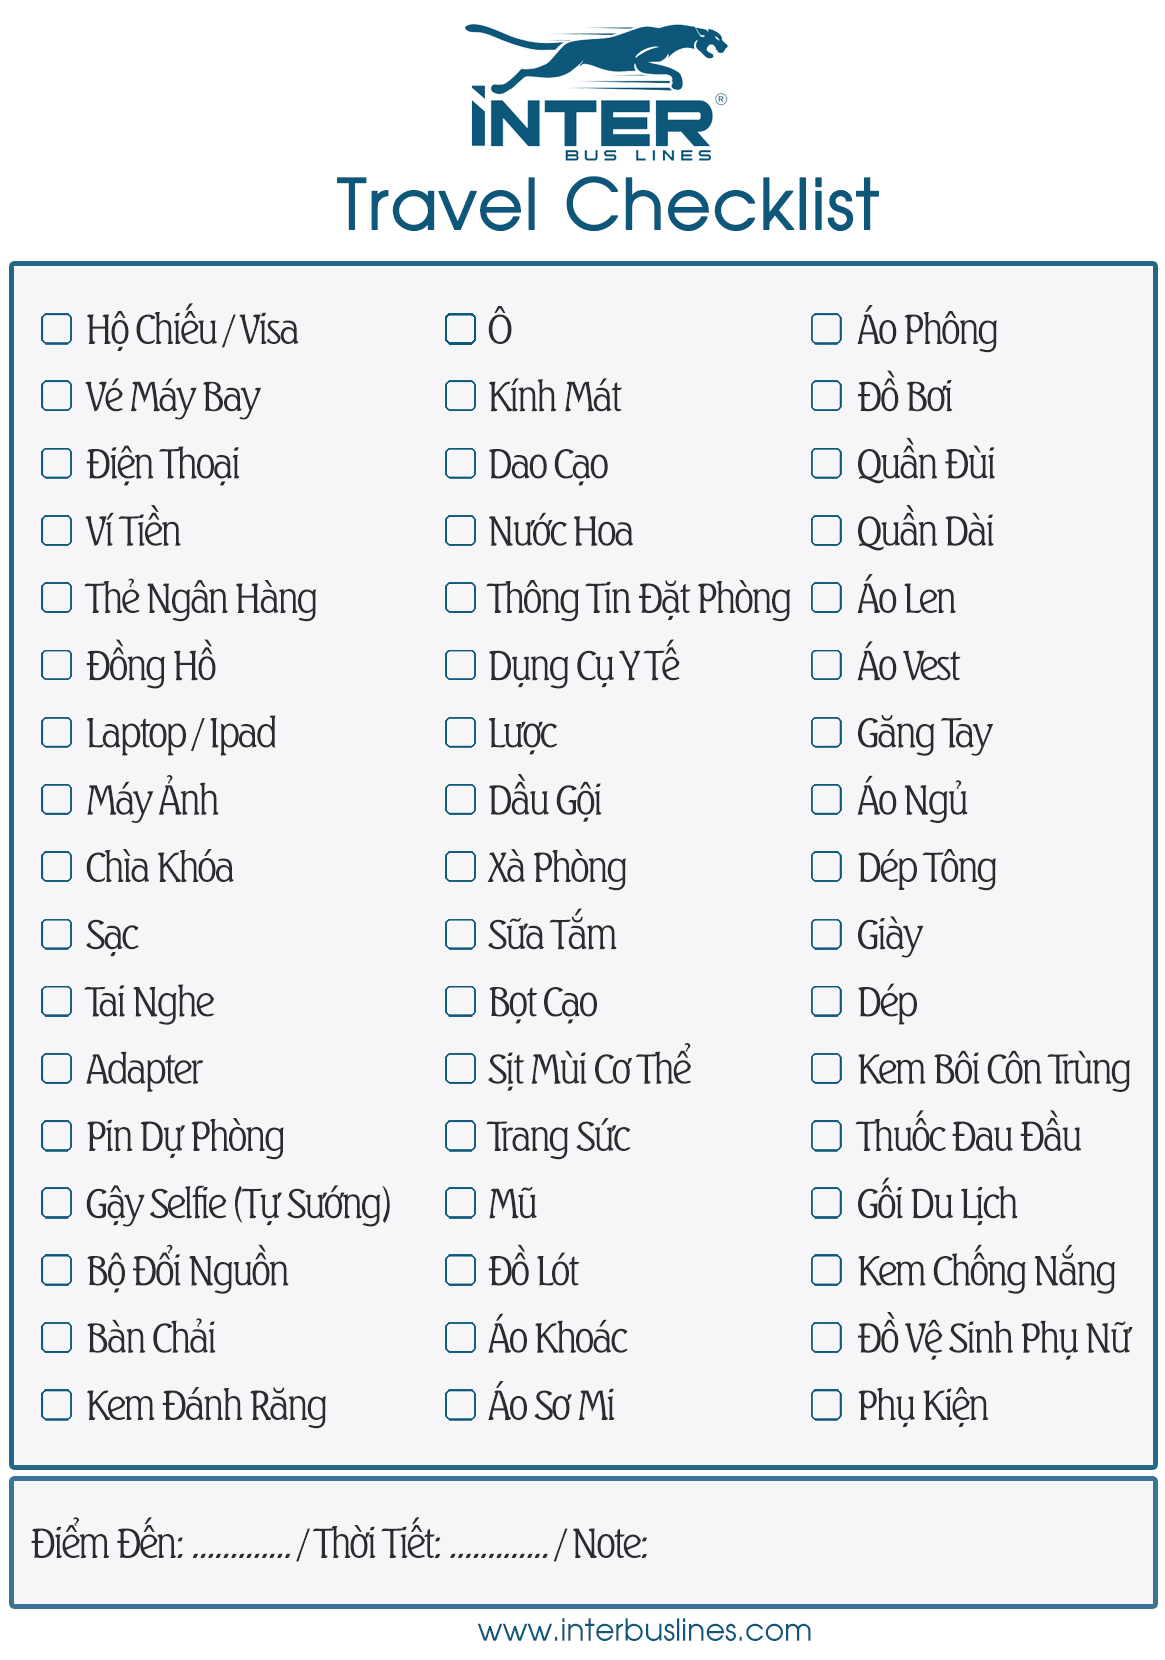 INTER®
BUS LINES
Travel Checklist
Hộ Chiếu / Visa
Vé Máy Bay
Điện Thoại
Ví Tiền
Thẻ Ngân Hàng
Đồng Hồ
Laptop / Ipad
Máy Ảnh
Chìa Khóa
Sạc
Tai Nghe
Adapter
Pin Dự Phòng
Gậy Selfie (Tự Sướng)
Bộ Đổi Nguồn
Bàn Chải
Kem Đánh Răng
Ô
Kính Mát
Dao Cạo
Nước Hoa
Thông Tin Đặt Phòng
Dụng Cụ Y Tế
Lược
Dầu Gội
Xà Phòng
Sữa Tắm
Bọt Cạo
Sịt Mùi Cơ Thể
Trang Sức
Mũ
Đồ Lót
Áo Khoác
Áo Sơ Mi
Áo Phông
Đồ Bơi
Quần Đùi
Quần Dài
Áo Len
Áo Vest
Găng Tay
Áo Ngủ
Dép Tông
Giày
Dép
Kem Bôi Côn Trùng
Thuốc Đau Đầu
Gối Du Lịch
Kem Chống Nắng
Đồ Vệ Sinh Phụ Nữ
Phụ Kiện
Điểm Đến: ............. / Thời Tiết: ............. / Note:
www.interbuslines.com